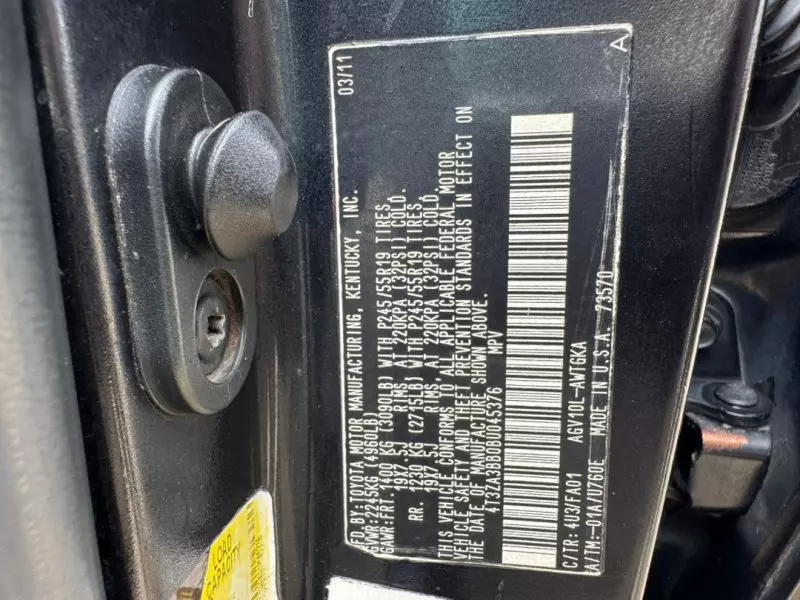 MFD.BY:TOYOTA MOTOR MANUFACTURING, KENTUCKY, INC. 03/11
GVWR:2245KG (4960LB)
GAWR:FRT. 1400 KG (3090LB) WITH P245/55R19 TIRES,
19X7.5J RIMS, AT 220KPA (32PSI) COLD.
RR. 1230 KG (2715LB) WITH P245/55R19 TIRES,
19X7.5J RIMS, AT 220KPA (32PSI) COLD.
THIS VEHICLE CONFORMS TO ALL APPLICABLE FEDERAL MOTOR
VEHICLE SAFETY AND THEFT PREVENTION STANDARDS IN EFFECT ON
THE DATE OF MANUFACTURE SHOWN ABOVE.
4T3ZA3BB0BU045376 MPV
C/TR: 4U3/FA01 AGV10L-AWTGKA
A/TM:-01A/U760E MADE IN U.S.A. 73570
A
LOAD
CAPACITY